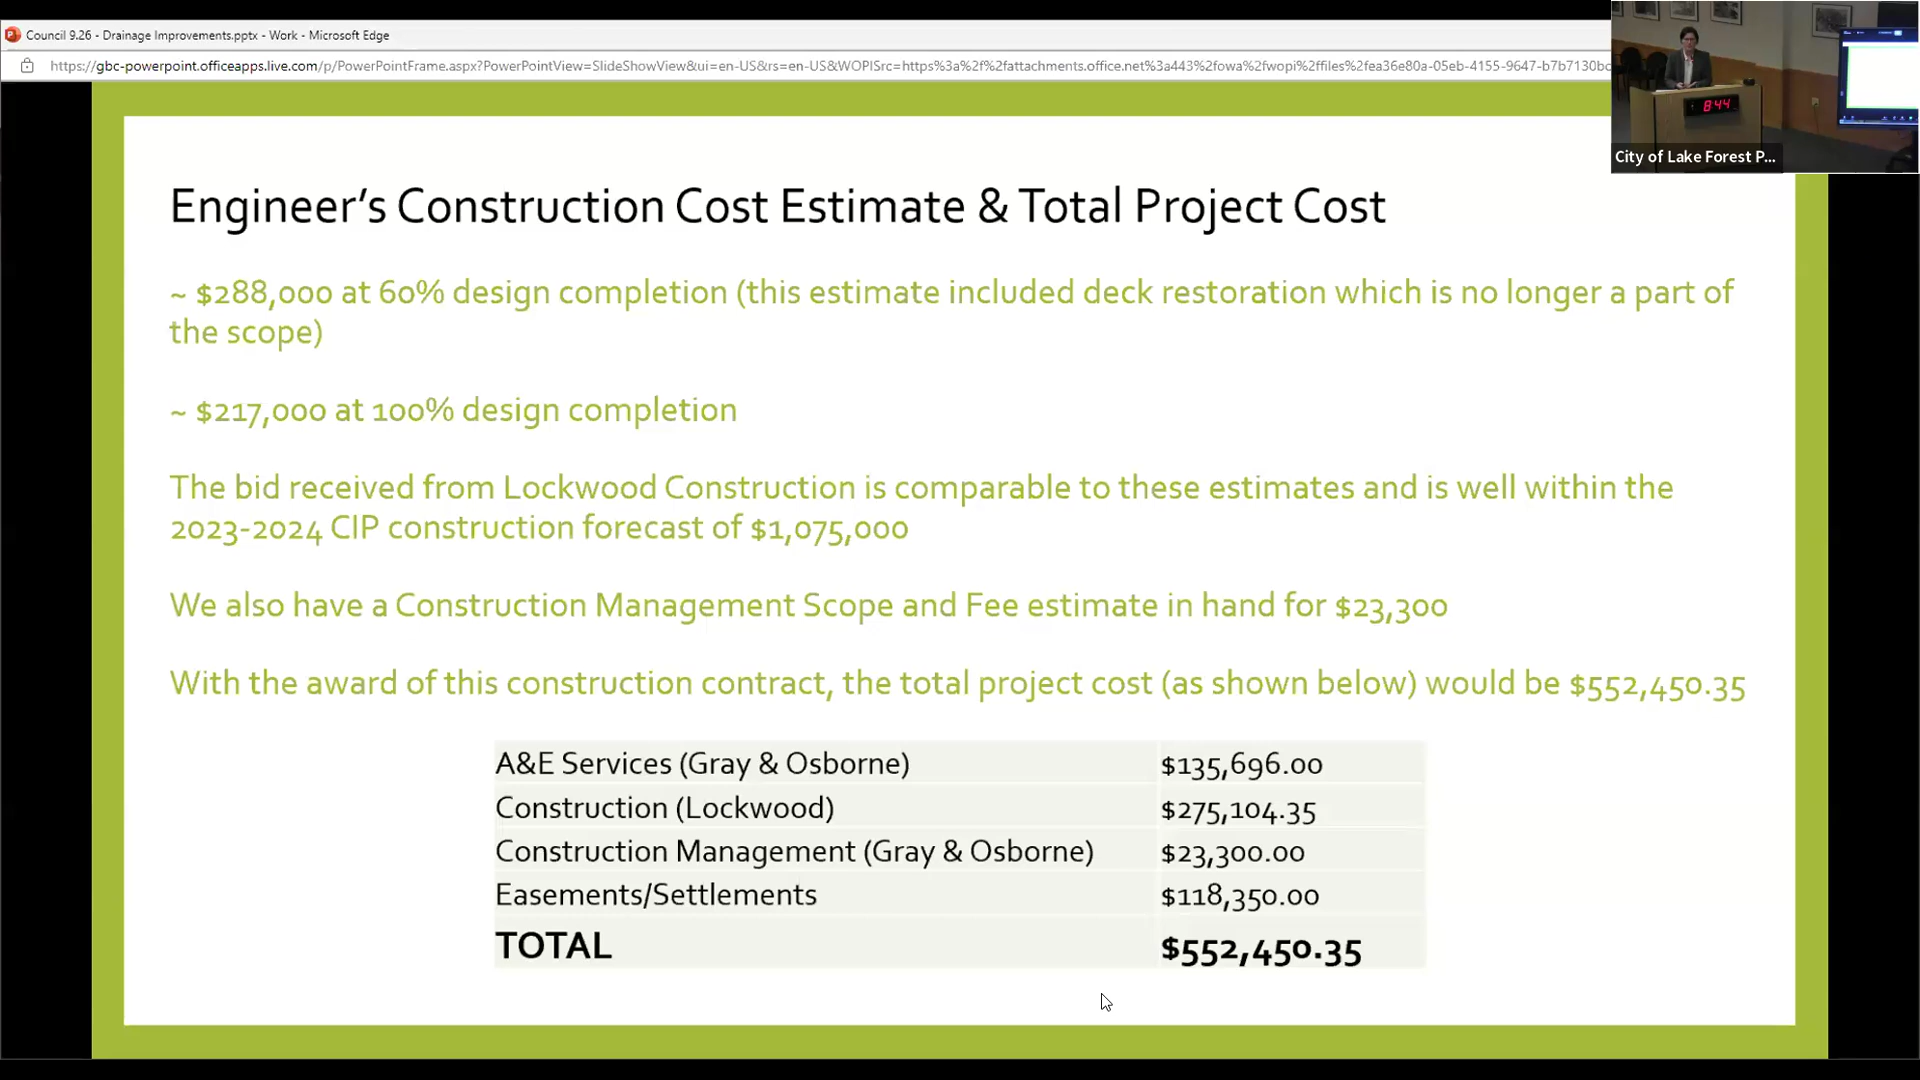 Council 9.26 - Drainage Improvements.pptx - Work - Microsoft Edge
https://gbc-powerpoint.officeapps.live.com/p/PowerPointFrame.aspx?PowerPointView=SlideShowView&ui=en-US&rs=en-US&WOPISrc=https%3a%2f%2fattachments.office.net%3a443%2fowa%2fwopi%2ffiles%2fea36e80a-05eb-4155-9647-b7b7130bc
844
City of Lake Forest P...
Engineer's Construction Cost Estimate & Total Project Cost
~ $288,000 at 60% design completion (this estimate included deck restoration which is no longer a part of
the scope)
~ $217,000 at 100% design completion
The bid received from Lockwood Construction is comparable to these estimates and is well within the
2023-2024 CIP construction forecast of $1,075,000
We also have a Construction Management Scope and Fee estimate in hand for $23,300
With the award of this construction contract, the total project cost (as shown below) would be $552,450.35
A&E Services (Gray & Osborne) $135,696.00
Construction (Lockwood) $275,104.35
Construction Management (Gray & Osborne) $23,300.00
Easements/Settlements $118,350.00
TOTAL $552,450.35